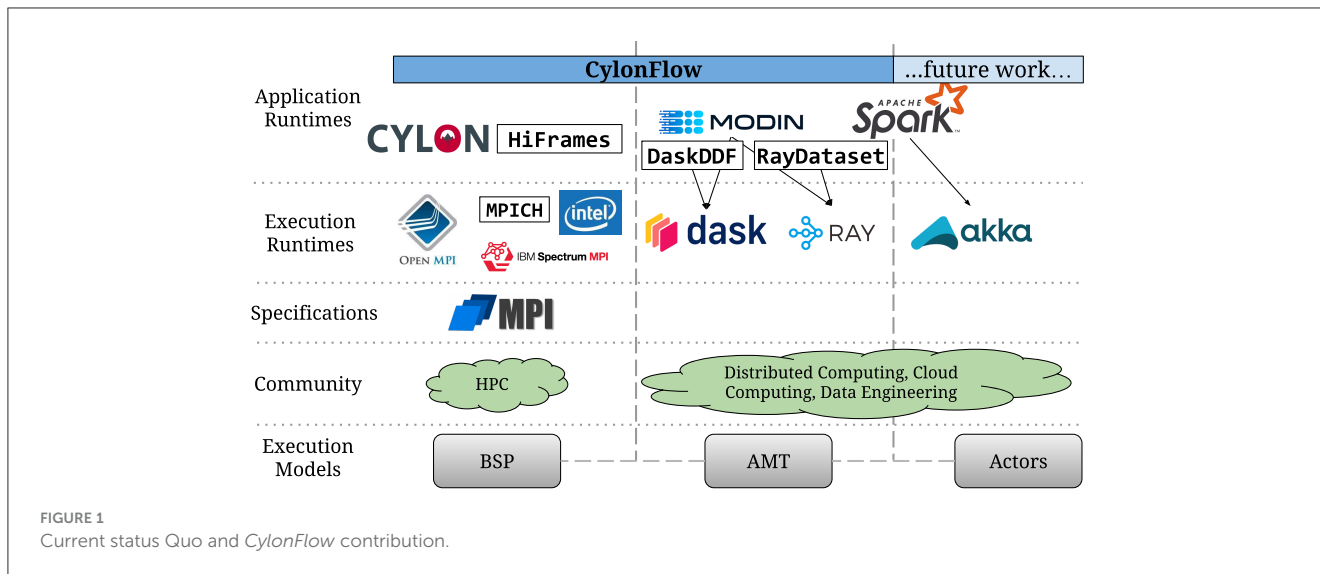 CylonFlow
...future work...
Application
Runtimes
CYLON
HiFrames
MODIN
DaskDDF
RayDataset
APACHE
Spark™
Execution
Runtimes
OPEN MPI
MPICH
intel
IBM Spectrum MPI
dask
RAY
akka
Specifications
MPI
Community
HPC
Distributed Computing, Cloud
Computing, Data Engineering
Execution
Models
BSP
AMT
Actors
FIGURE 1
Current status Quo and CylonFlow contribution.